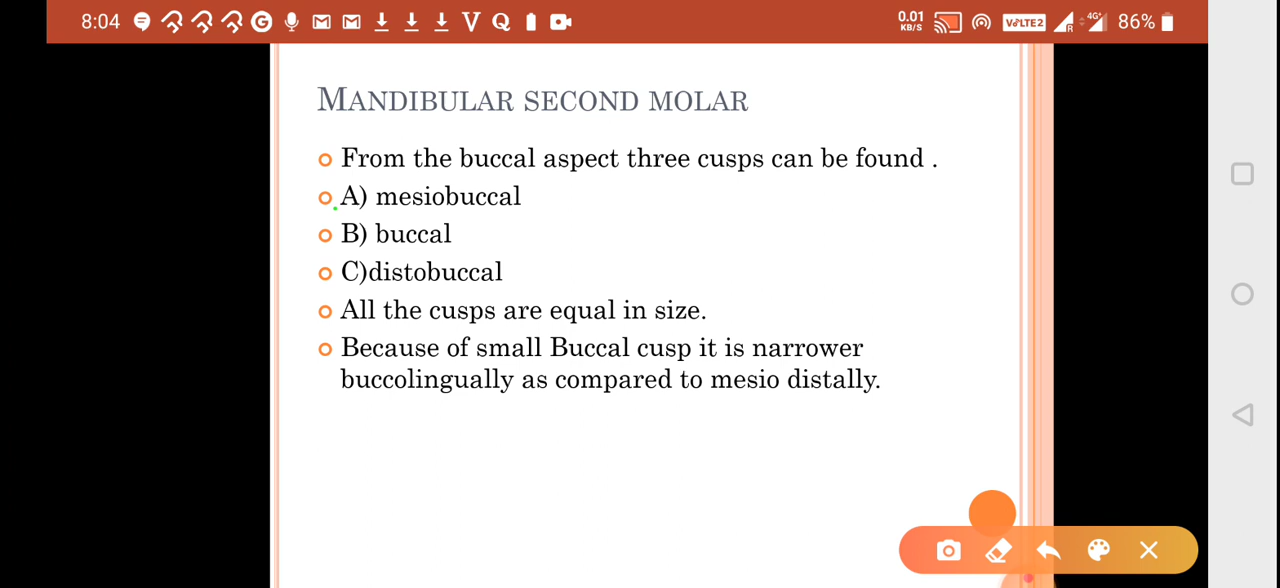 8:04
0.01
KB/S
VoLTE2
R
4G+
86%
MANDIBULAR SECOND MOLAR
From the buccal aspect three cusps can be found .
A) mesiobuccal
B) buccal
C)distobuccal
All the cusps are equal in size.
Because of small Buccal cusp it is narrower
buccolingually as compared to mesio distally.